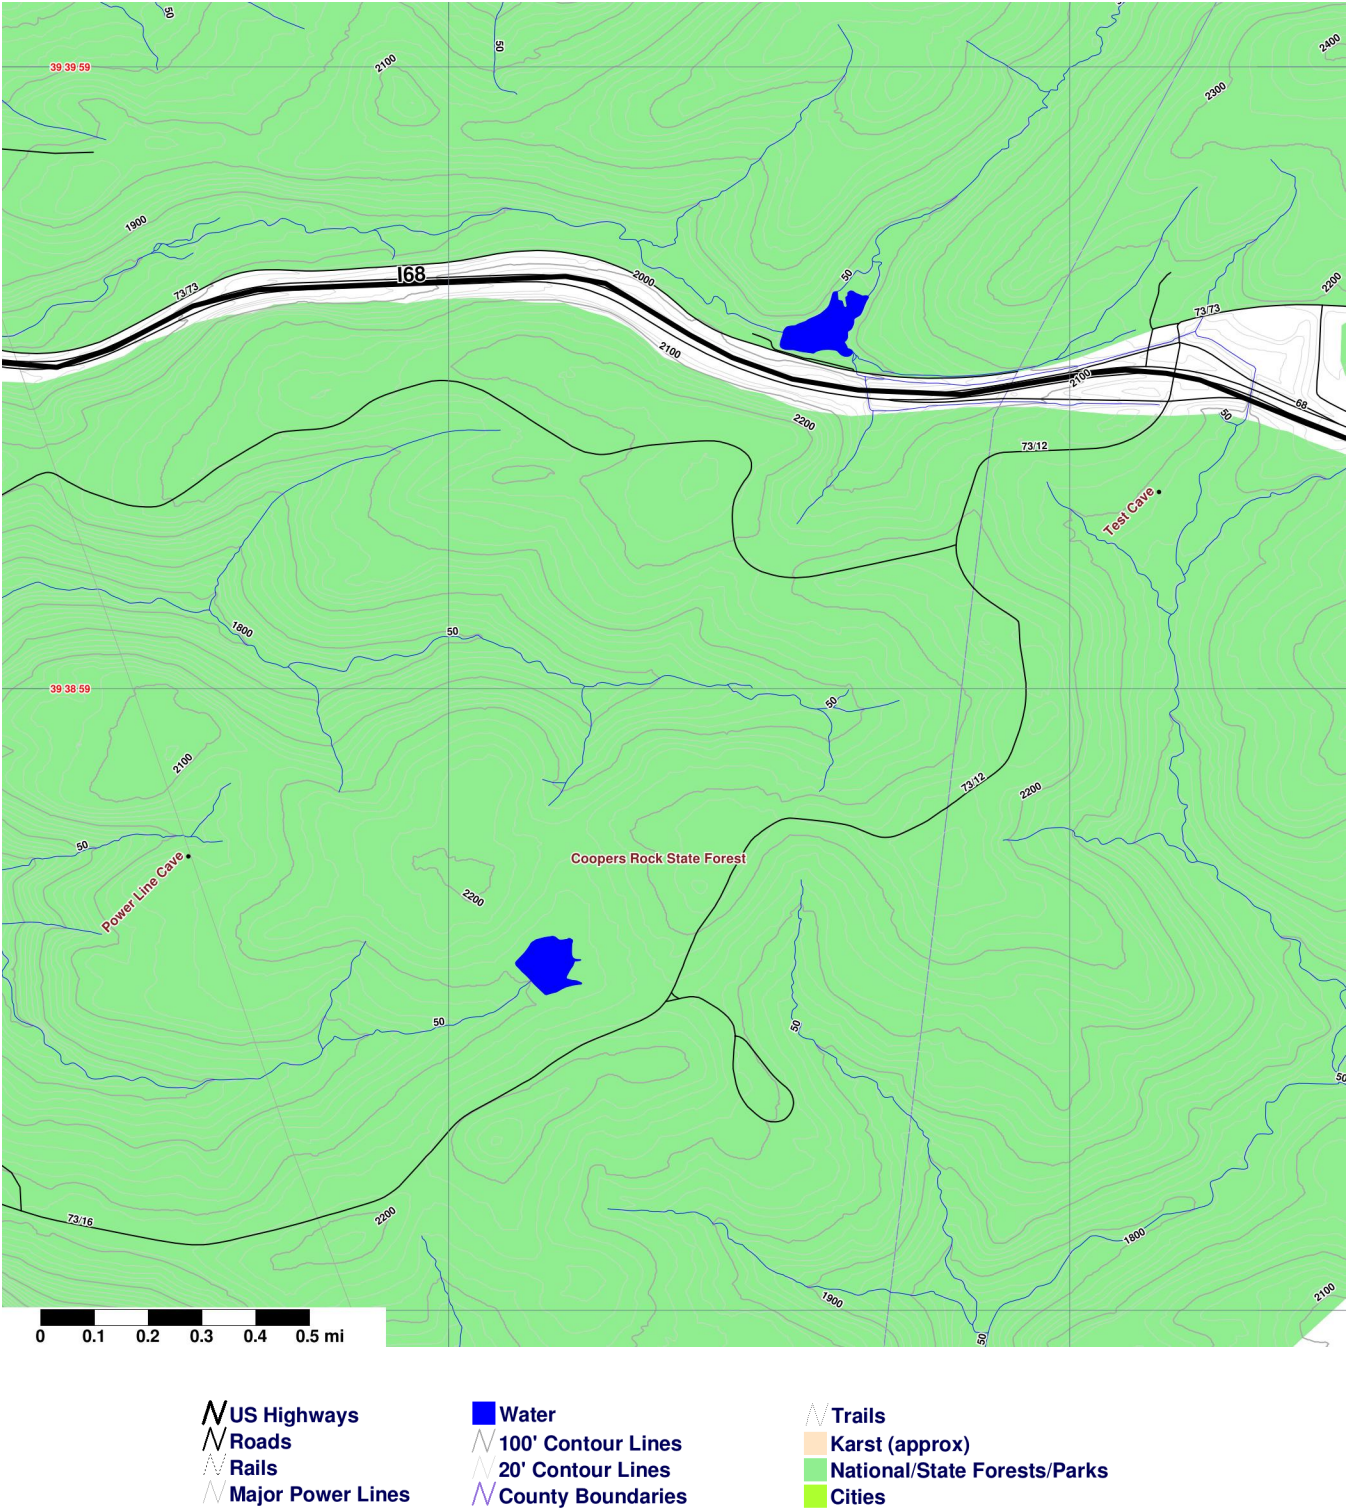 50
50
2400
39 39 59
2100
2300
1900
50
I68
2000
2200
73/73
73/73
2100
2100
68
2200
50
73/12
Test Cave
1800
50
39 38 59
50
2100
73/12
2200
50
Power Line Cave
Coopers Rock State Forest
2200
50
50
50
73/16
2200
1800
1900
2100
50
0 0.1 0.2 0.3 0.4 0.5 mi
US Highways
Roads
Rails
Major Power Lines
Water
100' Contour Lines
20' Contour Lines
County Boundaries
Trails
Karst (approx)
National/State Forests/Parks
Cities